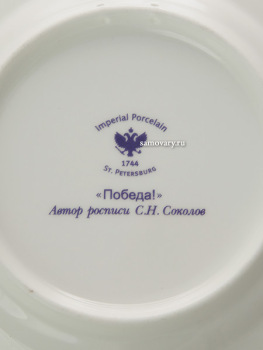 Imperial Porcelain
samovary.ru
1744
St. Petersburg
«Победа!»
Автор росписи С.Н. Соколов